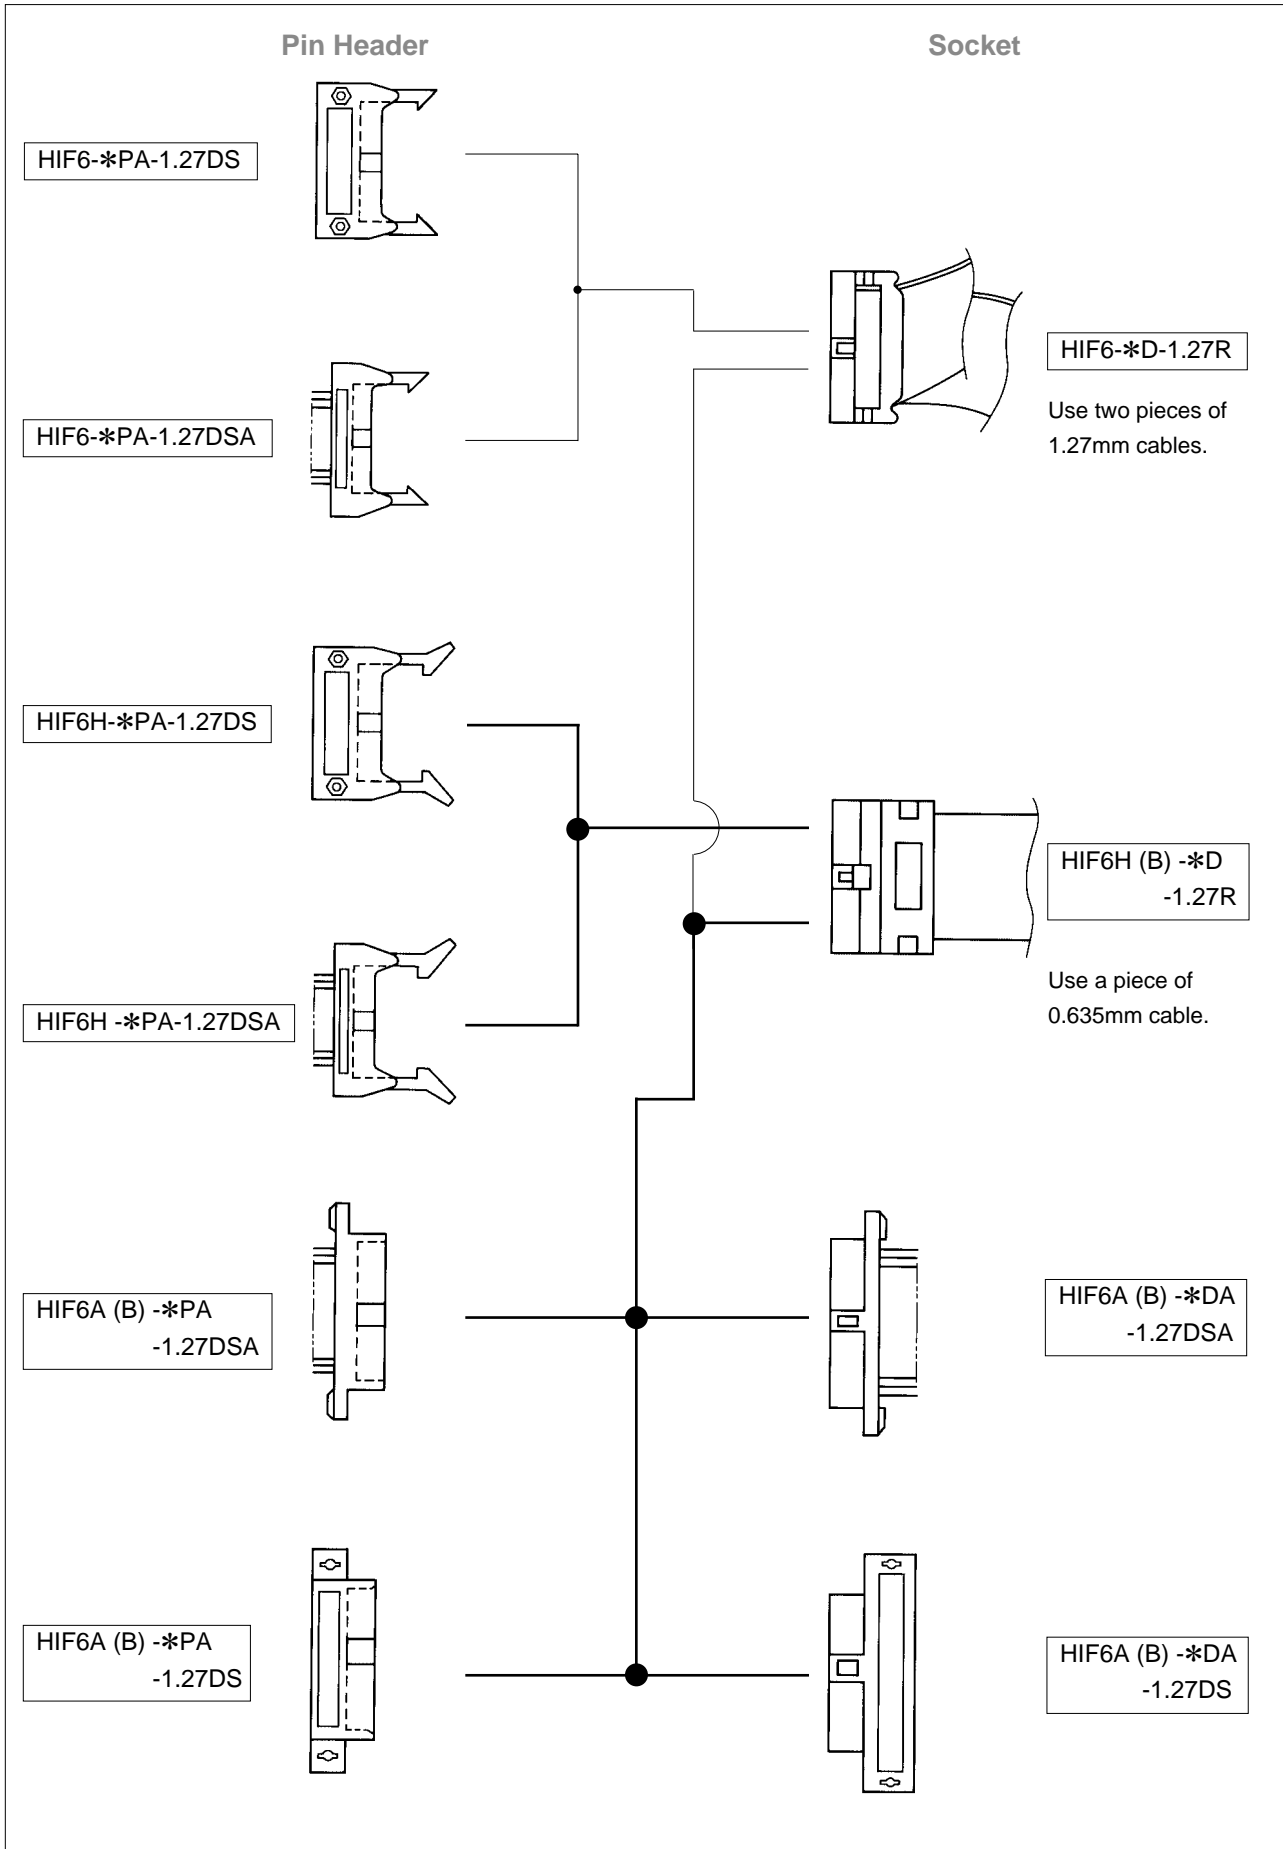 Pin Header
Socket
HIF6-✻PA-1.27DS
HIF6-✻D-1.27R
Use two pieces of
1.27mm cables.
HIF6-✻PA-1.27DSA
HIF6H-✻PA-1.27DS
HIF6H (B) -✻D
-1.27R
Use a piece of
0.635mm cable.
HIF6H -✻PA-1.27DSA
HIF6A (B) -✻PA
-1.27DSA
HIF6A (B) -✻DA
-1.27DSA
HIF6A (B) -✻PA
-1.27DS
HIF6A (B) -✻DA
-1.27DS